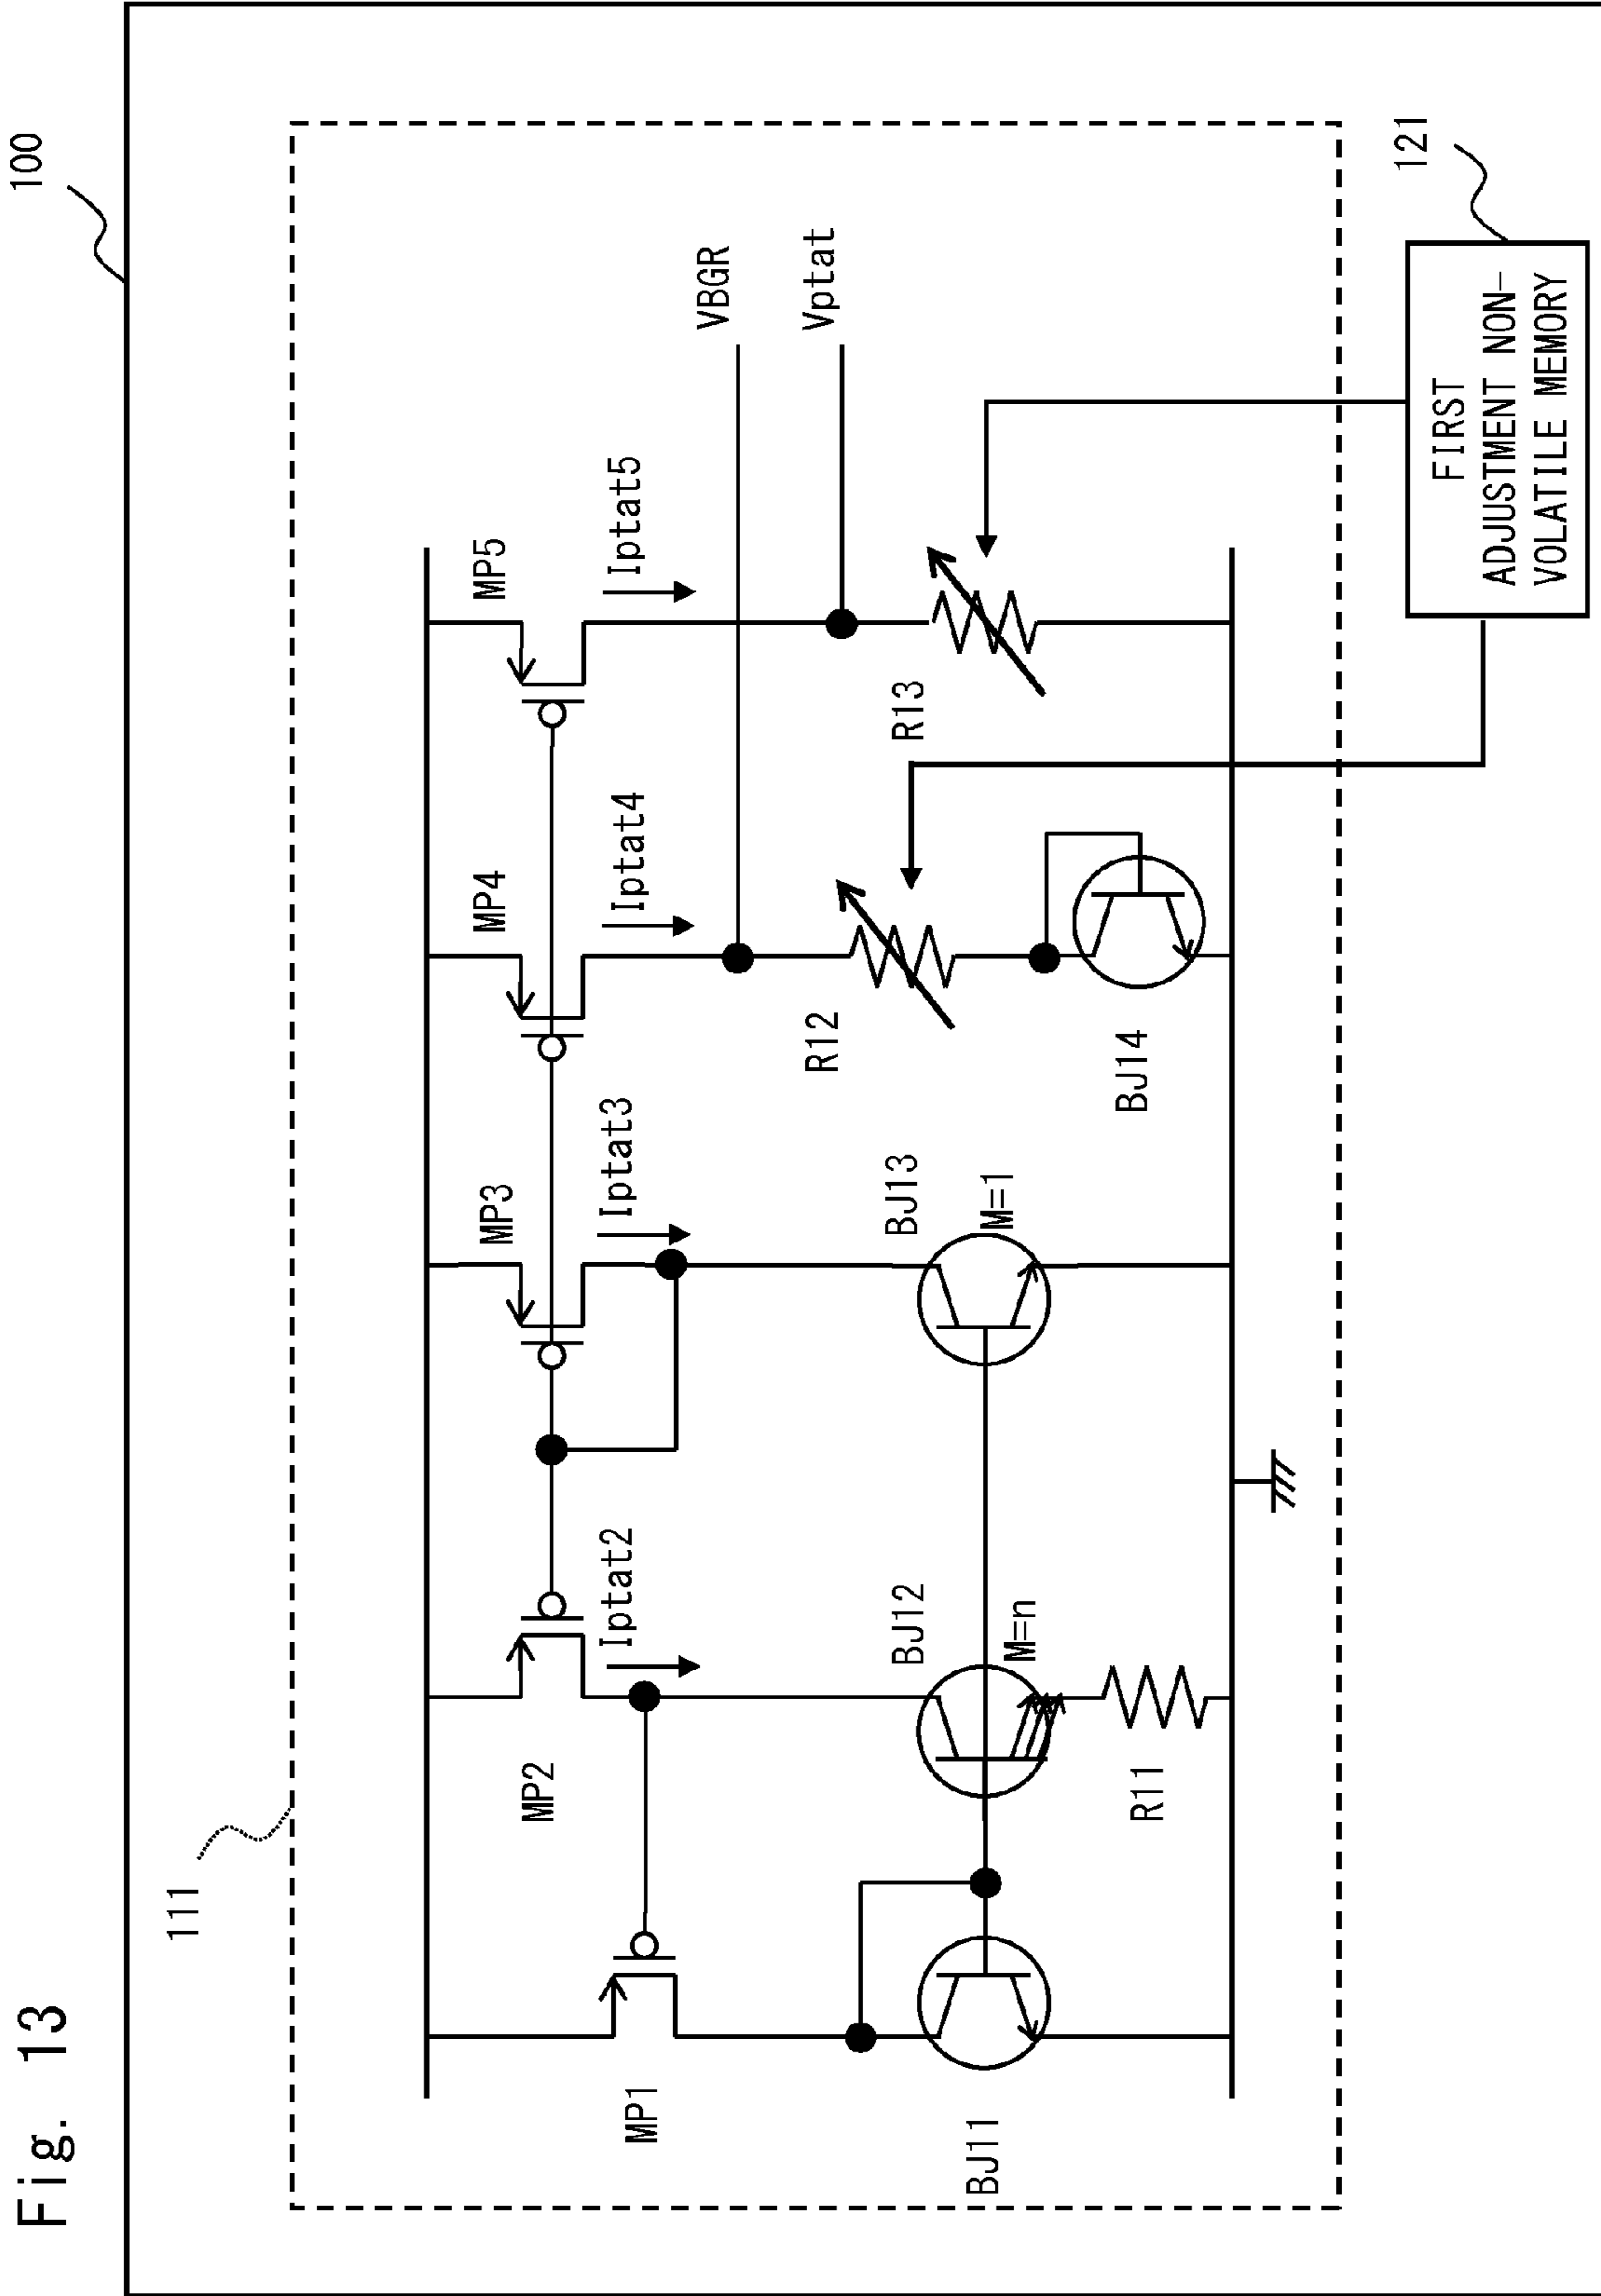 Fig. 13
100
111
MP1
MP2
MP3
MP4
MP5
Iptat2
Iptat3
Iptat4
Iptat5
VBGR
Vptat
BJ11
BJ12
M=n
R11
BJ13
M=1
R12
BJ14
R13
121
FIRST
ADJUSTMENT NON-
VOLATILE MEMORY